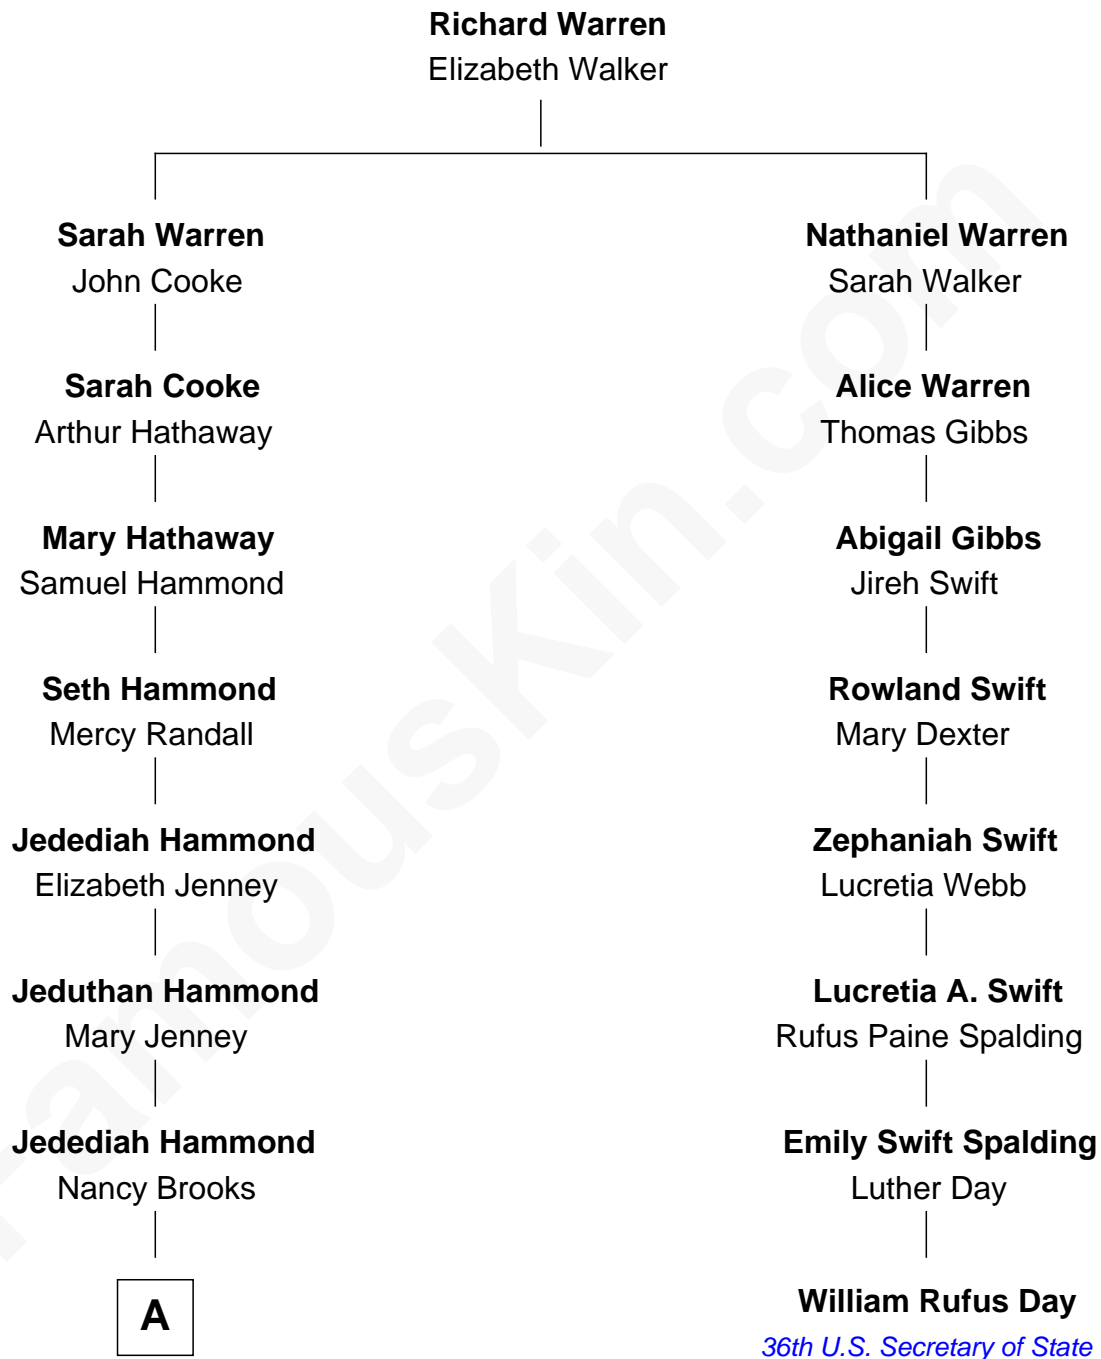 Richard Warren
Elizabeth Walker
Sarah Warren
John Cooke
Nathaniel Warren
Sarah Walker
Sarah Cooke
Arthur Hathaway
Alice Warren
Thomas Gibbs
Mary Hathaway
Samuel Hammond
Abigail Gibbs
Jireh Swift
Seth Hammond
Mercy Randall
Rowland Swift
Mary Dexter
Jedediah Hammond
Elizabeth Jenney
Zephaniah Swift
Lucretia Webb
Jeduthan Hammond
Mary Jenney
Lucretia A. Swift
Rufus Paine Spalding
Jedediah Hammond
Nancy Brooks
Emily Swift Spalding
Luther Day
A
William Rufus Day
36th U.S. Secretary of State
FamousKin.com